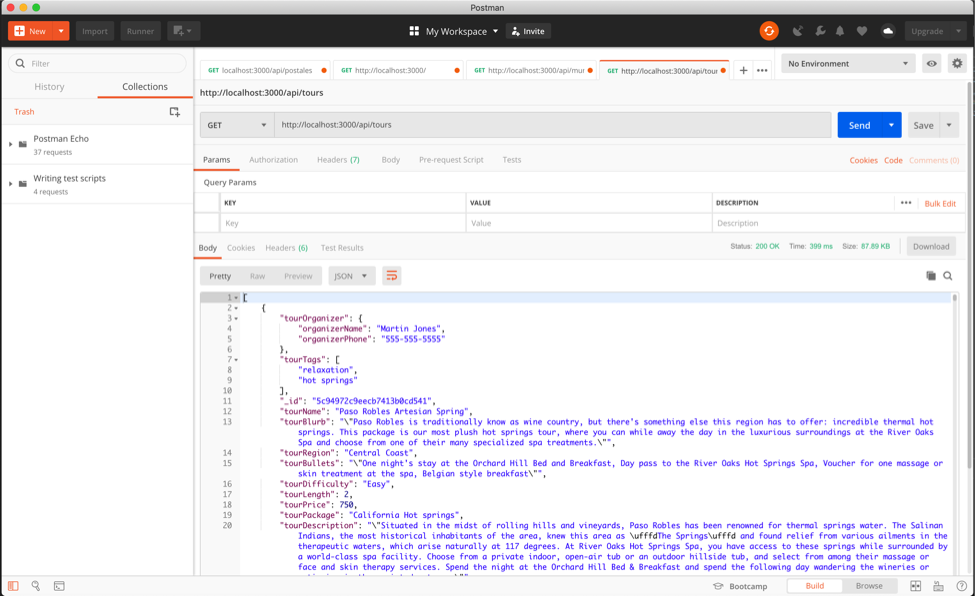 Postman
New Import Runner My Workspace Invite Upgrade
Filter
History Collections
Trash
Postman Echo
37 requests
Writing test scripts
4 requests
GET localhost:3000/api/postales GET http://localhost:3000/ GET http://localhost:3000/api/mur GET http://localhost:3000/api/tour + ••• No Environment
http://localhost:3000/api/tours
GET http://localhost:3000/api/tours Send Save
Params Authorization Headers (7) Body Pre-request Script Tests Cookies Code Comments (0)
Query Params
KEY VALUE DESCRIPTION ••• Bulk Edit
Key Value Description
Body Cookies Headers (6) Test Results Status: 200 OK Time: 399 ms Size: 87.89 KB Download
Pretty Raw Preview JSON
1 [
2 {
3 "tourOrganizer": {
4 "organizerName": "Martin Jones",
5 "organizerPhone": "555-555-5555"
6 },
7 "tourTags": [
8 "relaxation",
9 "hot springs"
10 ],
11 "_id": "5c94972c9eecb7413b0cd541",
12 "tourName": "Paso Robles Artesian Spring",
13 "tourBlurb": "\"Paso Robles is traditionally know as wine country, but there's something else this region has to offer: incredible thermal hot
springs. This package is our most plush hot springs tour, where you can while away the day in the luxurious surroundings at the River Oaks
Spa and choose from one of their many specialized spa treatments.\"",
14 "tourRegion": "Central Coast",
15 "tourBullets": "\"One night's stay at the Orchard Hill Bed and Breakfast, Day pass to the River Oaks Hot Springs Spa, Voucher for one massage or
skin treatment at the spa, Belgian style breakfast\"",
16 "tourDifficulty": "Easy",
17 "tourLength": 2,
18 "tourPrice": 750,
19 "tourPackage": "California Hot springs",
20 "tourDescription": "\"Situated in the midst of rolling hills and vineyards, Paso Robles has been renowned for thermal springs water. The Salinan
Indians, the most historical inhabitants of the area, knew this area as \ufffdThe Springs\ufffd and found relief from various ailments in the
therapeutic waters, which arise naturally at 117 degrees. At River Oaks Hot Springs Spa, you have access to these springs while surrounded by
a world-class spa facility. Choose from a private indoor, open-air tub or an outdoor hillside tub, and select from among their massage or
face and skin therapy services. Spend the night at the Orchard Hill Bed & Breakfast and spend the following day wandering the wineries or
Bootcamp Build Browse